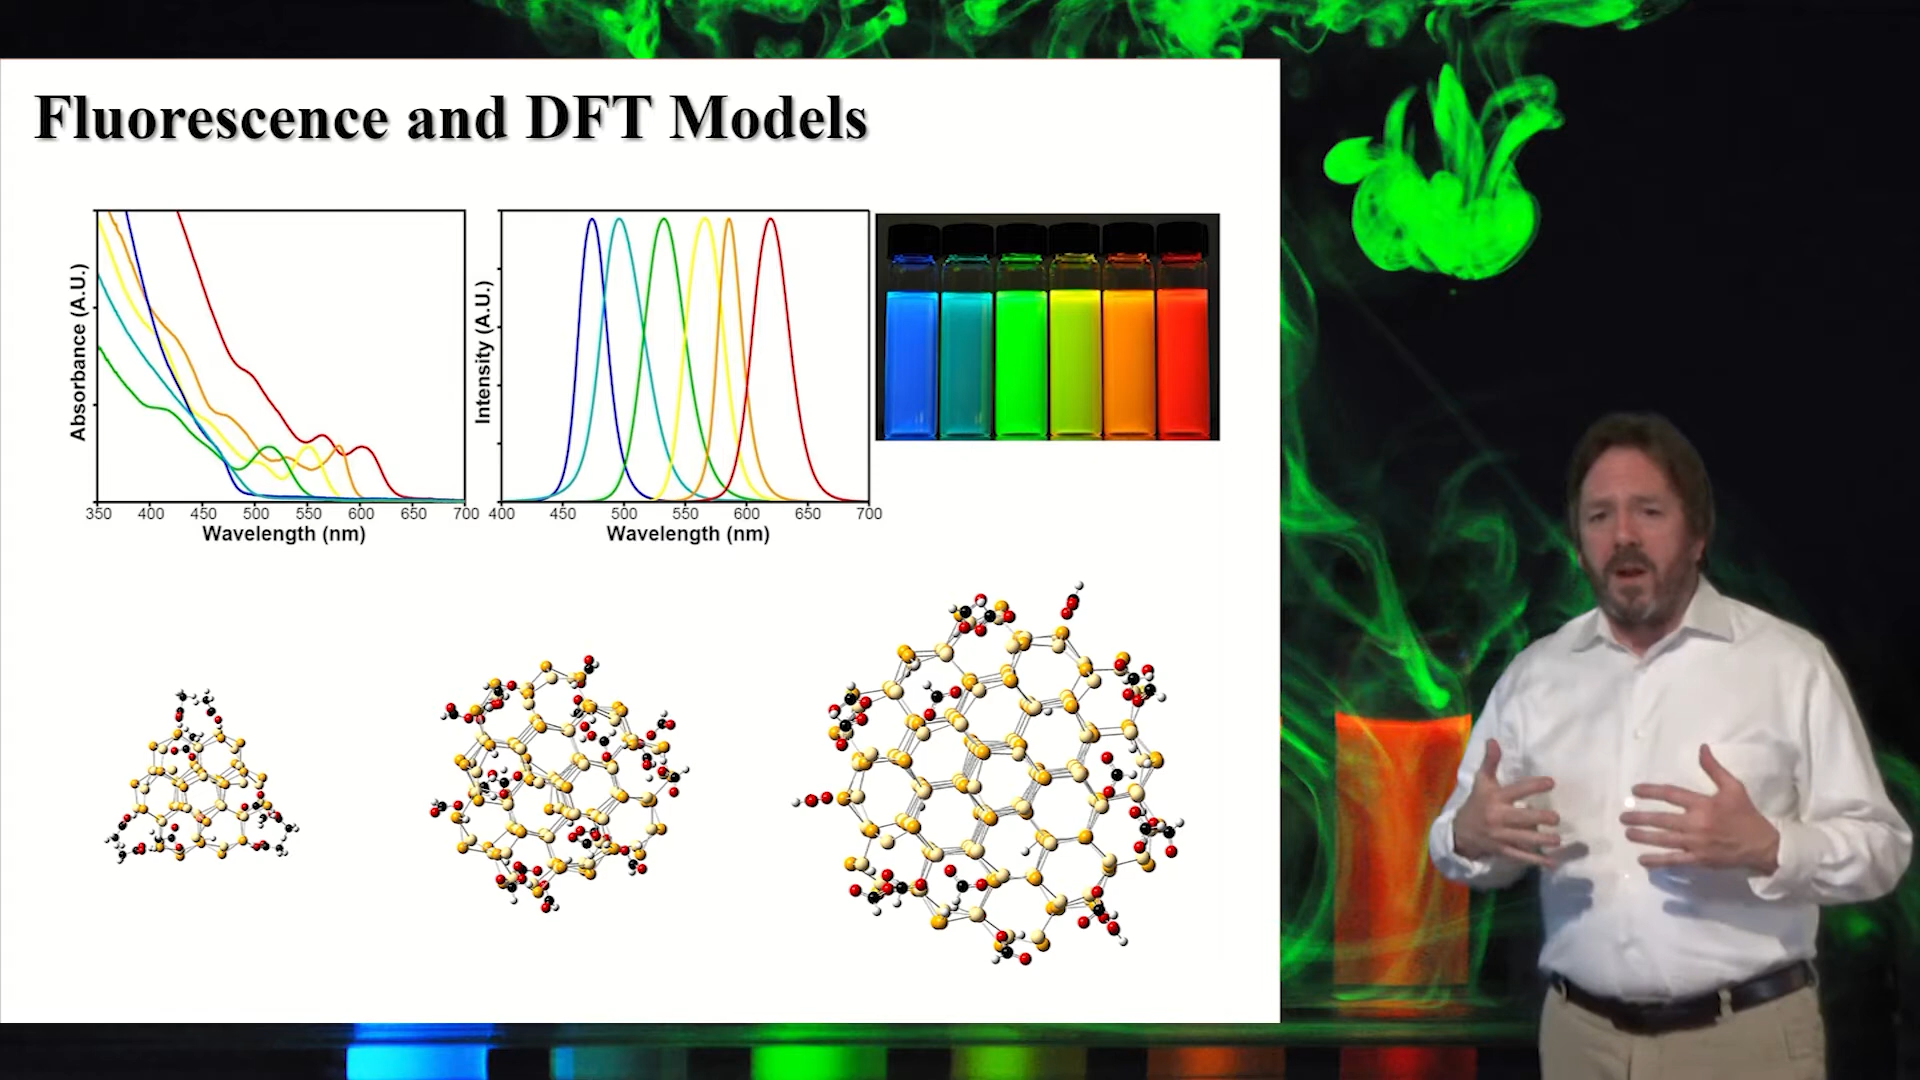 Fluorescence and DFT Models
Absorbance (A.U.)
350 400 450 500 550 600 650 700
Wavelength (nm)
Intensity (A.U.)
400 450 500 550 600 650 700
Wavelength (nm)